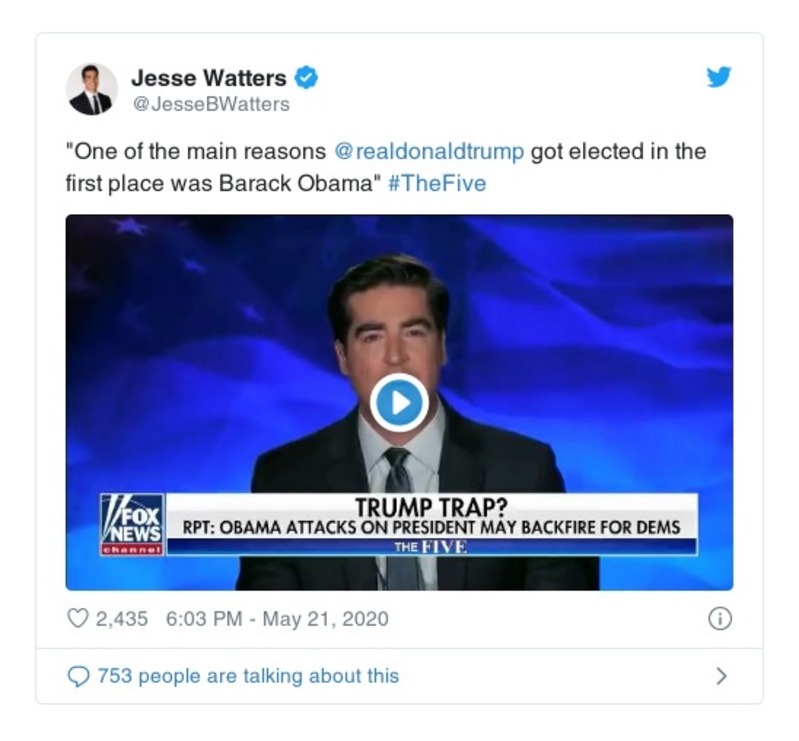 Jesse Watters
@JesseBWatters
"One of the main reasons @realdonaldtrump got elected in the
first place was Barack Obama" #TheFive
TRUMP TRAP?
FOX
NEWS
channel
RPT: OBAMA ATTACKS ON PRESIDENT MAY BACKFIRE FOR DEMS
THE FIVE
2,435 6:03 PM - May 21, 2020
753 people are talking about this